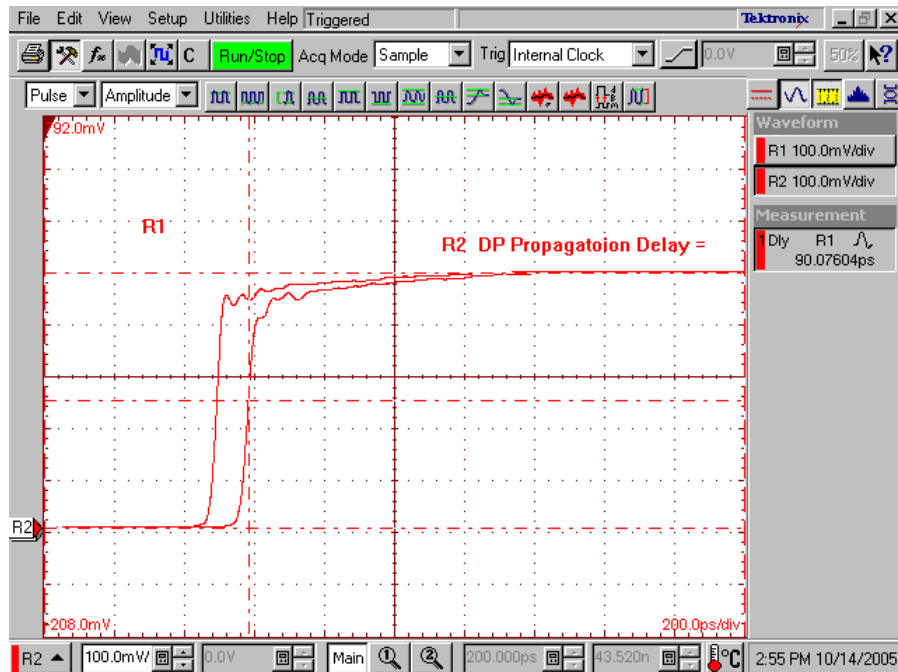 File Edit View Setup Utilities Help Triggered Tektronix
C Run/Stop Acq Mode Sample Trig Internal Clock 0.0V 50% ?
Pulse Amplitude
92.0mV
R1
R2 DP Propagatoion Delay =
R2
208.0mV 200.0ps/div
Waveform
R1 100.0mV/div
R2 100.0mV/div
Measurement
1 Dly R1
90.07604ps
R2 100.0mV/ 0.0V Main 1 2 200.000ps 43.520n °C 2:55 PM 10/14/2005